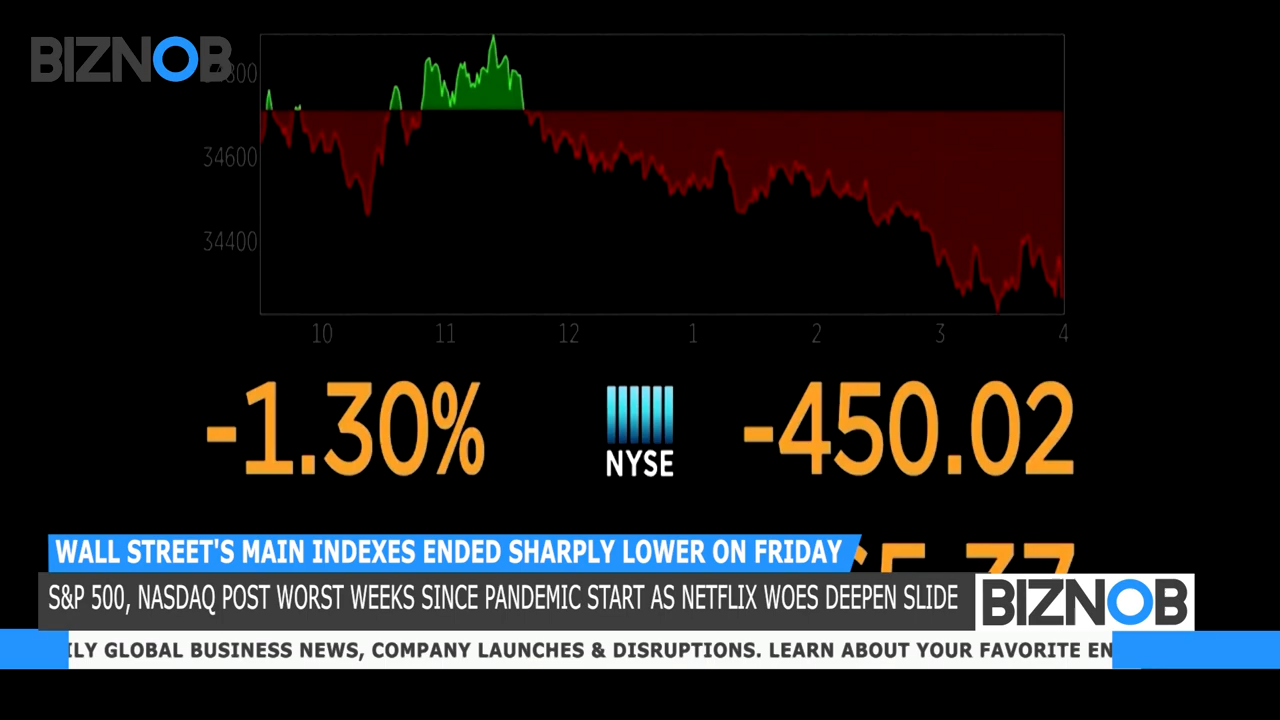 BIZNOB
34600
34400
10 11 12 1 2 3 4
-1.30% NYSE -450.02
WALL STREET'S MAIN INDEXES ENDED SHARPLY LOWER ON FRIDAY
S&P 500, NASDAQ POST WORST WEEKS SINCE PANDEMIC START AS NETFLIX WOES DEEPEN SLIDE
BIZNOB
ILY GLOBAL BUSINESS NEWS, COMPANY LAUNCHES & DISRUPTIONS. LEARN ABOUT YOUR FAVORITE EN